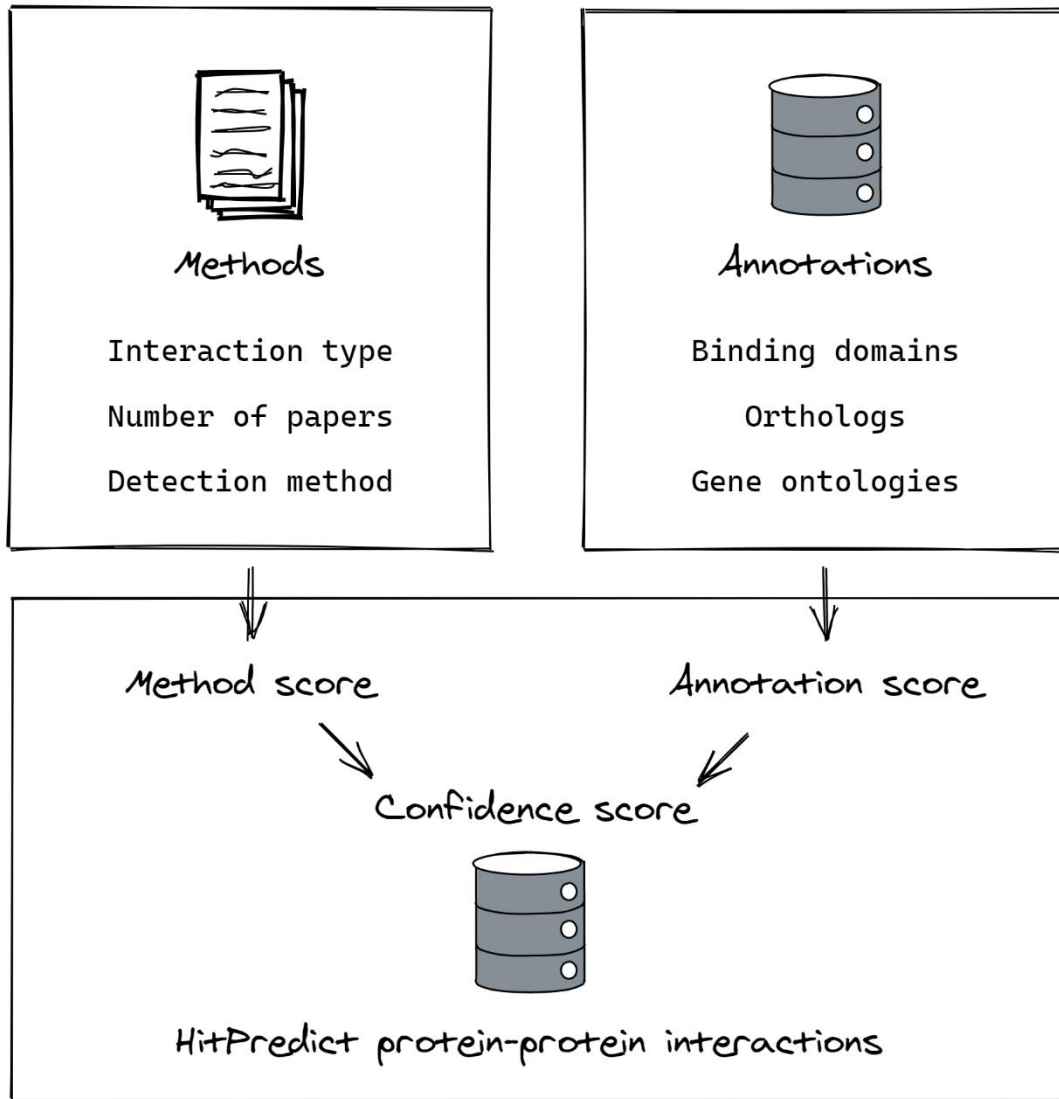 Methods
Interaction type
Number of papers
Detection method
Annotations
Binding domains
Orthologs
Gene ontologies
Method score
Annotation score
Confidence score
HitPredict protein-protein interactions